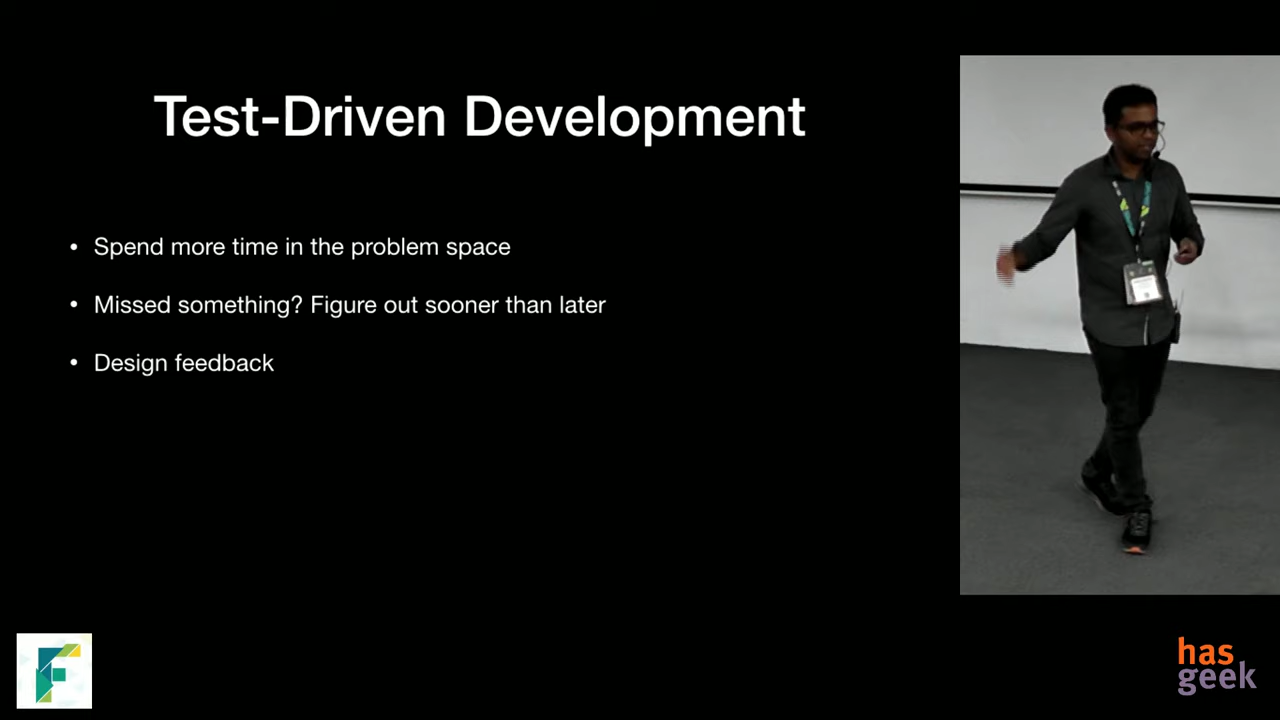 Test-Driven Development
• Spend more time in the problem space
• Missed something? Figure out sooner than later
• Design feedback
has
geek